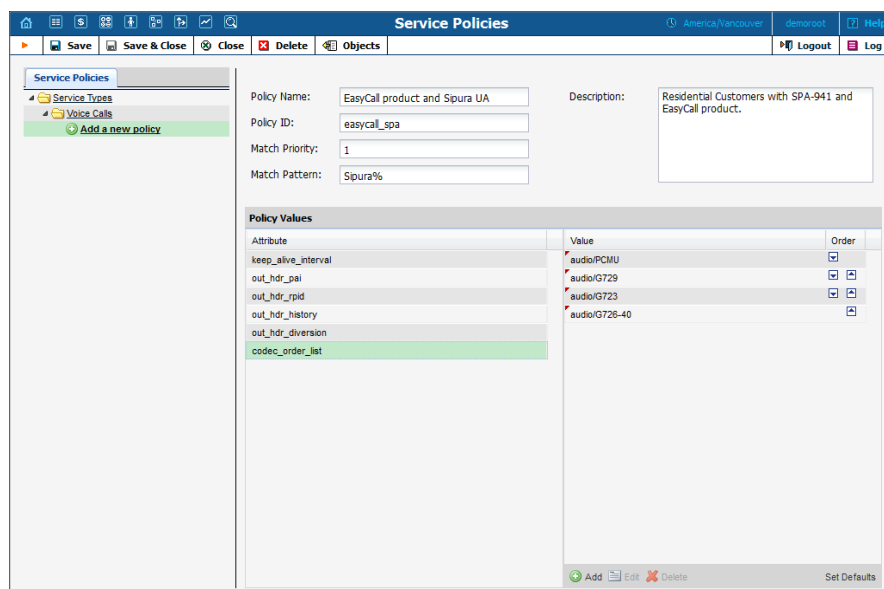 Service Policies
America/Vancouver
demoroot
? Help
Save
Save & Close
Close
Delete
Objects
Logout
Log
Service Policies
Service Types
Voice Calls
Add a new policy
Policy Name: EasyCall product and Sipura UA
Policy ID: easycall_spa
Match Priority: 1
Match Pattern: Sipura%
Description: Residential Customers with SPA-941 and
EasyCall product.
Policy Values
Attribute
keep_alive_interval
out_hdr_pai
out_hdr_rpid
out_hdr_history
out_hdr_diversion
codec_order_list
Value Order
audio/PCMU
audio/G729
audio/G723
audio/G726-40
Add Edit Delete Set Defaults